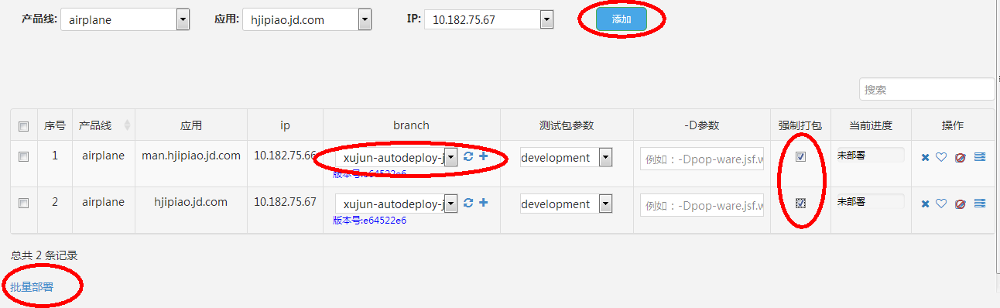 产品线: airplane 应用: hjipiao.jd.com IP: 10.182.75.67 添加
搜索
序号 产品线 应用 ip branch 测试包参数 -D参数 强制打包 当前进度 操作
1 airplane man.hjipiao.jd.com 10.182.75.66 xujun-autodeploy-j development 例如：-Dpop-ware.jsf.w 未部署
版本号:e64522e6
2 airplane hjipiao.jd.com 10.182.75.67 xujun-autodeploy-j development 例如：-Dpop-ware.jsf.w 未部署
版本号:e64522e6
总共 2 条记录
批量部署